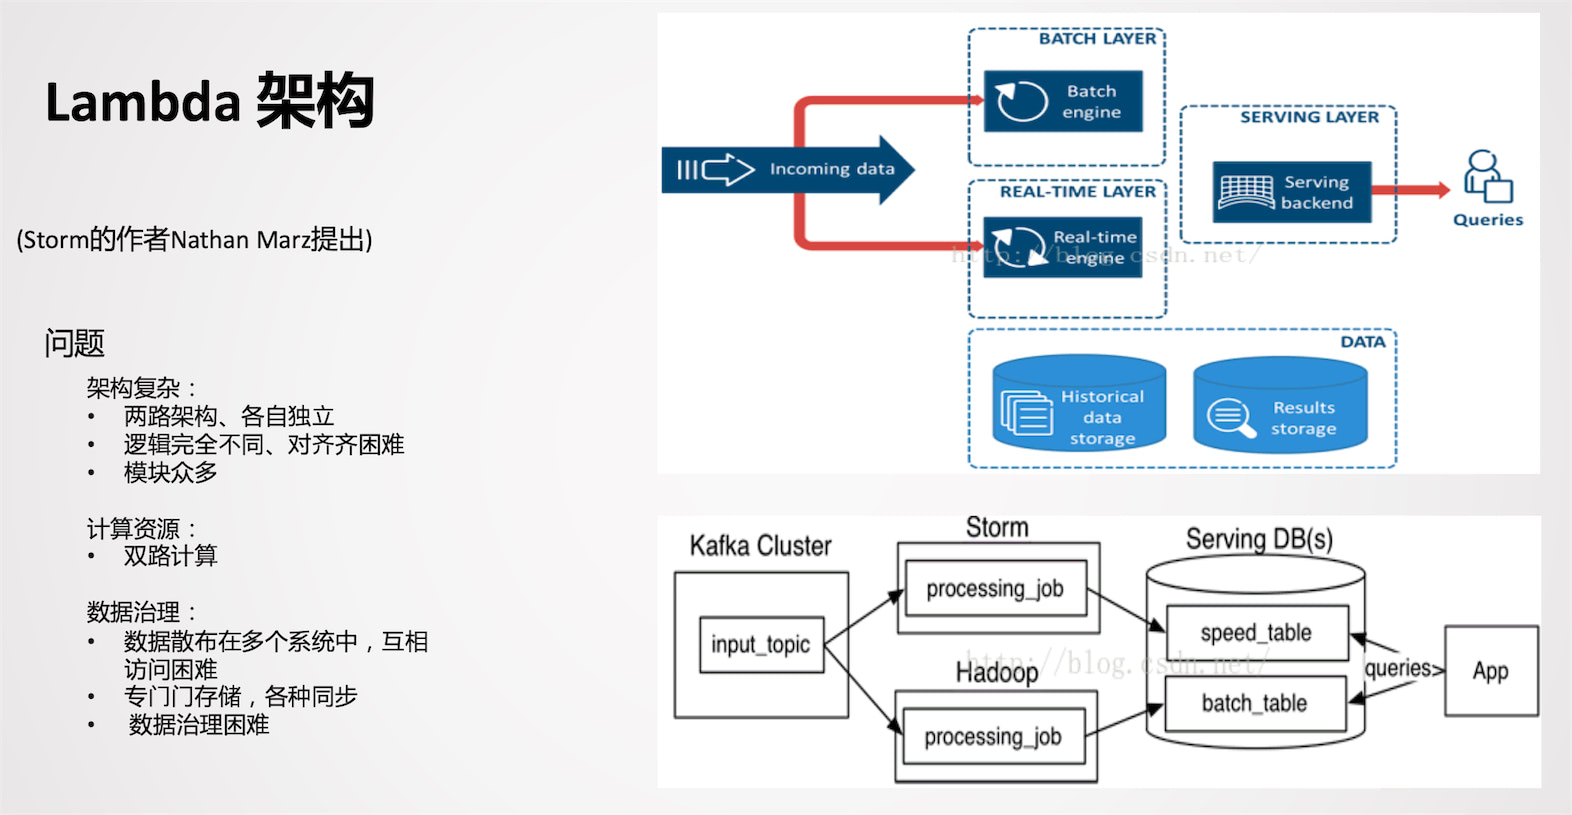 Lambda 架构
(Storm的作者Nathan Marz提出)
问题
架构复杂：
• 两路架构、各自独立
• 逻辑完全不同、对齐齐困难
• 模块众多
计算资源：
• 双路计算
数据治理：
• 数据散布在多个系统中，互相
访问困难
• 专门门存储，各种同步
• 数据治理困难
BATCH LAYER
Batch
engine
Incoming data
REAL-TIME LAYER
Real-time
engine
http://blog.csdn.net/
SERVING LAYER
Serving
backend
Queries
DATA
Historical
data
storage
Results
storage
Kafka Cluster
input_topic
Storm
processing_job
Hadoop
processing_job
http://blog.csdn.net/
Serving DB(s)
speed_table
batch_table
queries>
App